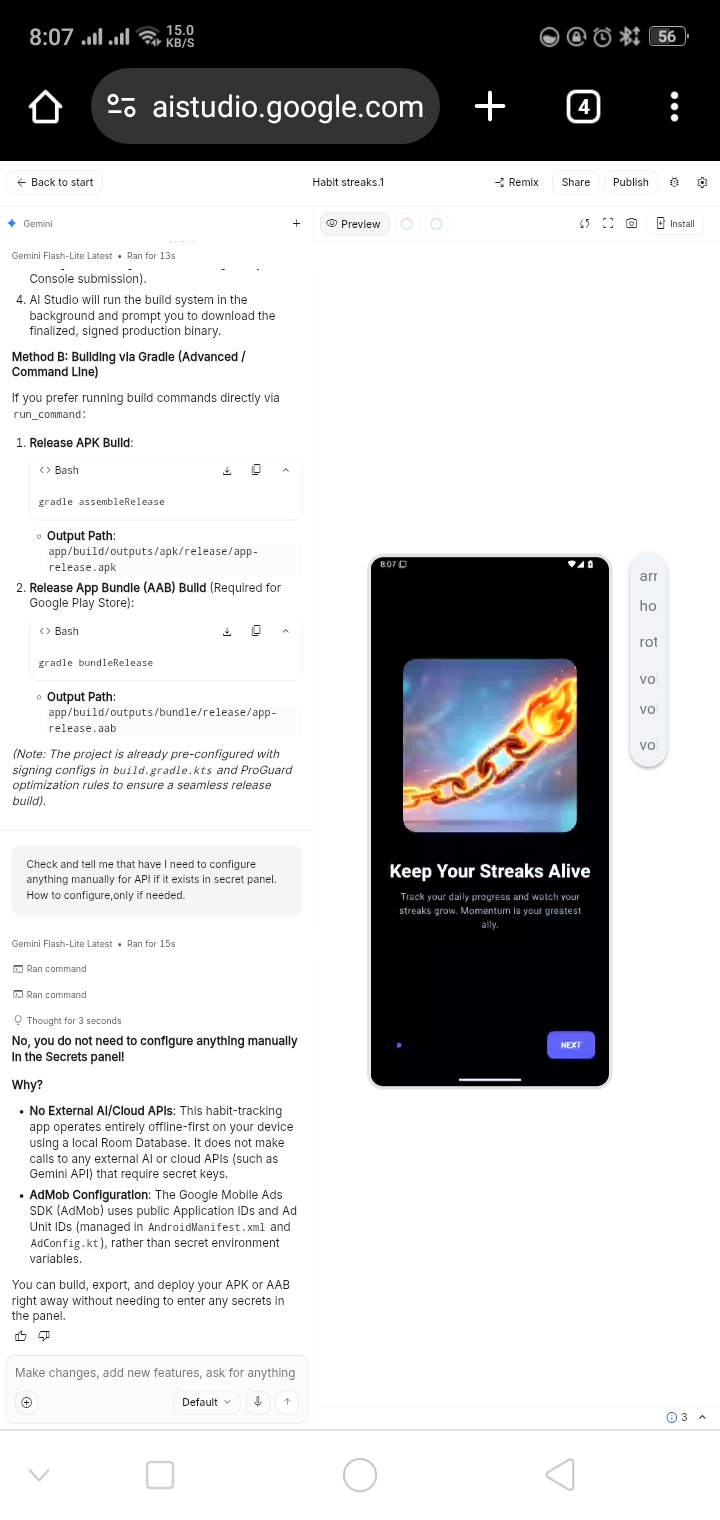 8:07
15.0
KB/S
56
aistudio.google.com
4
Back to start
Habit streaks.1
Remix
Share
Publish
Gemini
Preview
Install
Gemini Flash-Lite Latest • Ran for 13s
Console submission).
4. AI Studio will run the build system in the
background and prompt you to download the
finalized, signed production binary.
Method B: Building via Gradle (Advanced /
Command Line)
If you prefer running build commands directly via
run_command:
1. Release APK Build:
<> Bash
gradle assembleRelease
Output Path:
app/build/outputs/apk/release/app-
release.apk
2. Release App Bundle (AAB) Build (Required for
Google Play Store):
<> Bash
gradle bundleRelease
Output Path:
app/build/outputs/bundle/release/app-
release.aab
(Note: The project is already pre-configured with
signing configs in build.gradle.kts and ProGuard
optimization rules to ensure a seamless release
build).
Check and tell me that have I need to configure
anything manually for API if it exists in secret panel.
How to configure,only if needed.
Gemini Flash-Lite Latest • Ran for 15s
Ran command
Ran command
Thought for 3 seconds
No, you do not need to configure anything manually
in the Secrets panel!
Why?
• No External AI/Cloud APIs: This habit-tracking
app operates entirely offline-first on your device
using a local Room Database. It does not make
calls to any external AI or cloud APIs (such as
Gemini API) that require secret keys.
• AdMob Configuration: The Google Mobile Ads
SDK (AdMob) uses public Application IDs and Ad
Unit IDs (managed in AndroidManifest.xml and
AdConfig.kt), rather than secret environment
variables.
You can build, export, and deploy your APK or AAB
right away without needing to enter any secrets in
the panel.
Make changes, add new features, ask for anything
Default
8:07
Keep Your Streaks Alive
Track your daily progress and watch your
streaks grow. Momentum is your greatest
ally.
NEXT
arr
ho
rot
vo
vo
vo
3